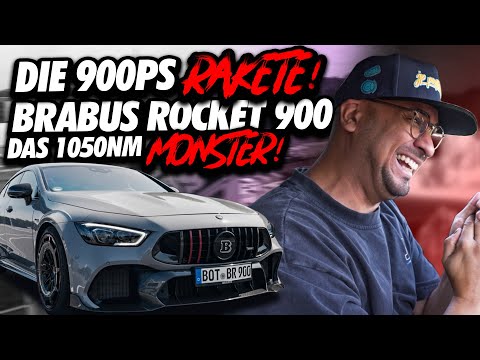 DIE 900PS RAKETE!
BRABUS ROCKET 900
DAS 1050NM MONSTER!
B
BOT BR 900